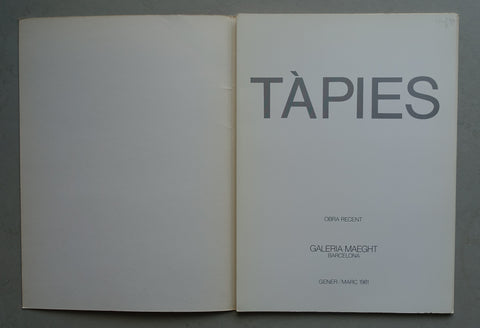 TÀPIES
OBRA RECENT
GALERIA MAEGHT
BARCELONA
GENER / MARÇ 1981